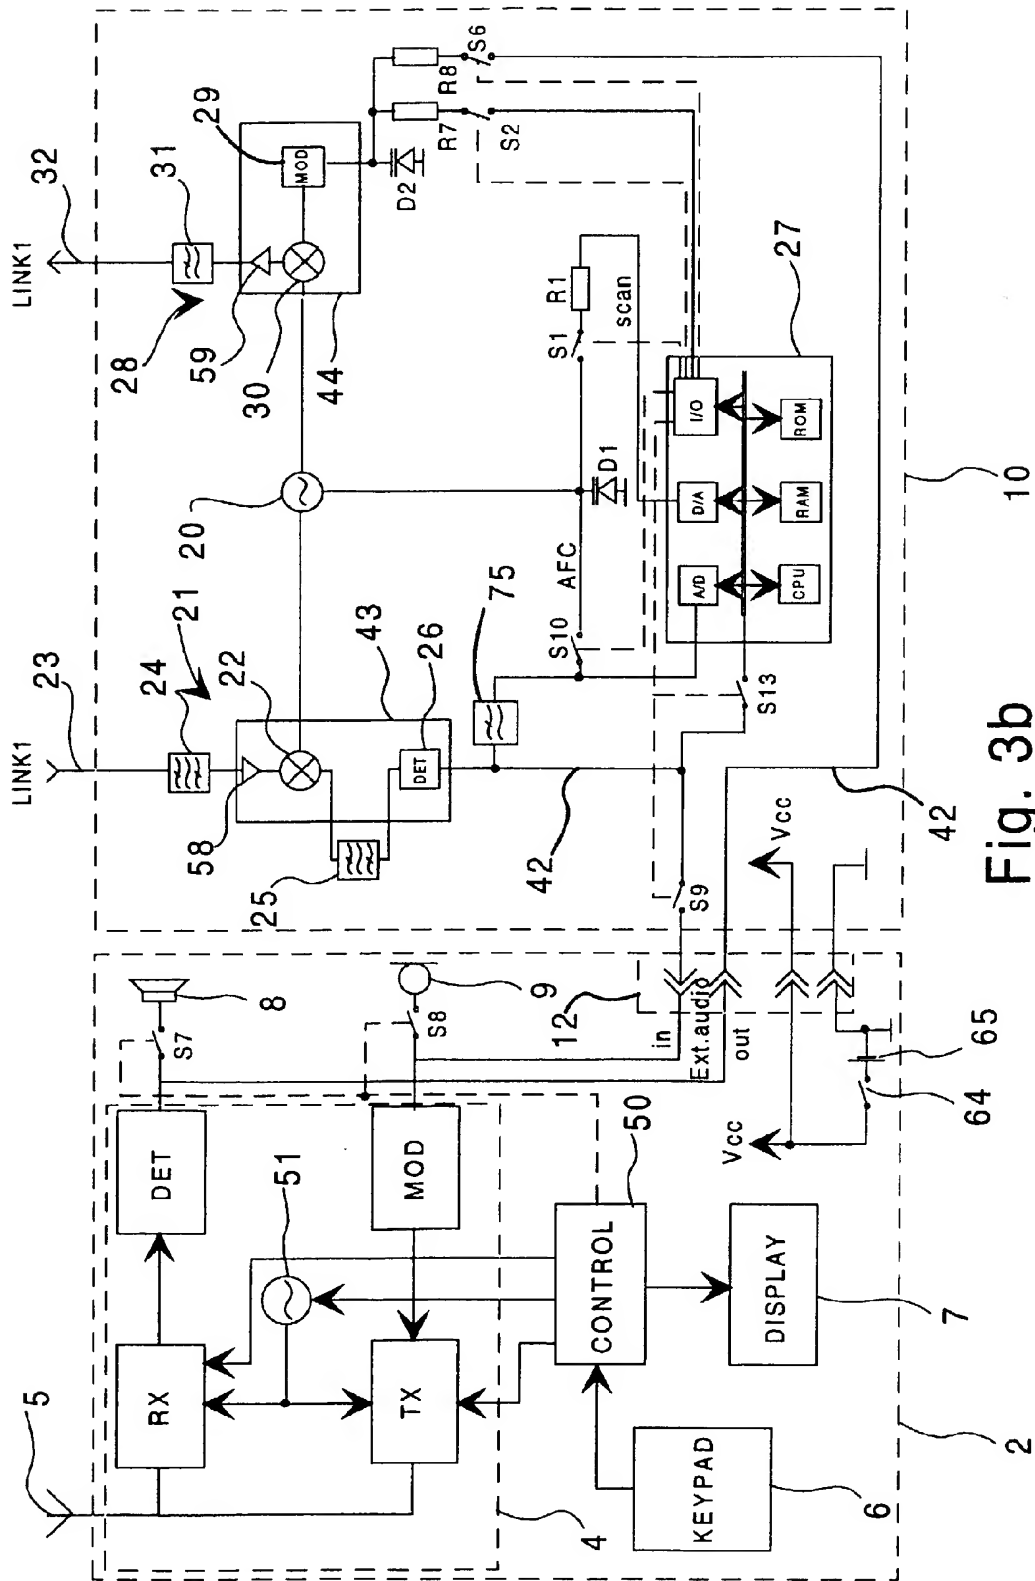 5
RX
DET
S7
8
51
TX
MOD
S8
9
4
KEYPAD
6
CONTROL
50
DISPLAY
7
2
12
in
Ext.audio
out
Vcc
64
65
LINK1
23
24
21
58
22
25
43
DET
26
75
42
S9
S13
Vcc
42
20
S10
AFC
D1
S1
R1
scan
A/D
D/A
I/O
CPU
RAM
ROM
27
10
LINK1
32
31
28
59
30
44
MOD
29
D2
R7
R8
S2
S6
Fig. 3b